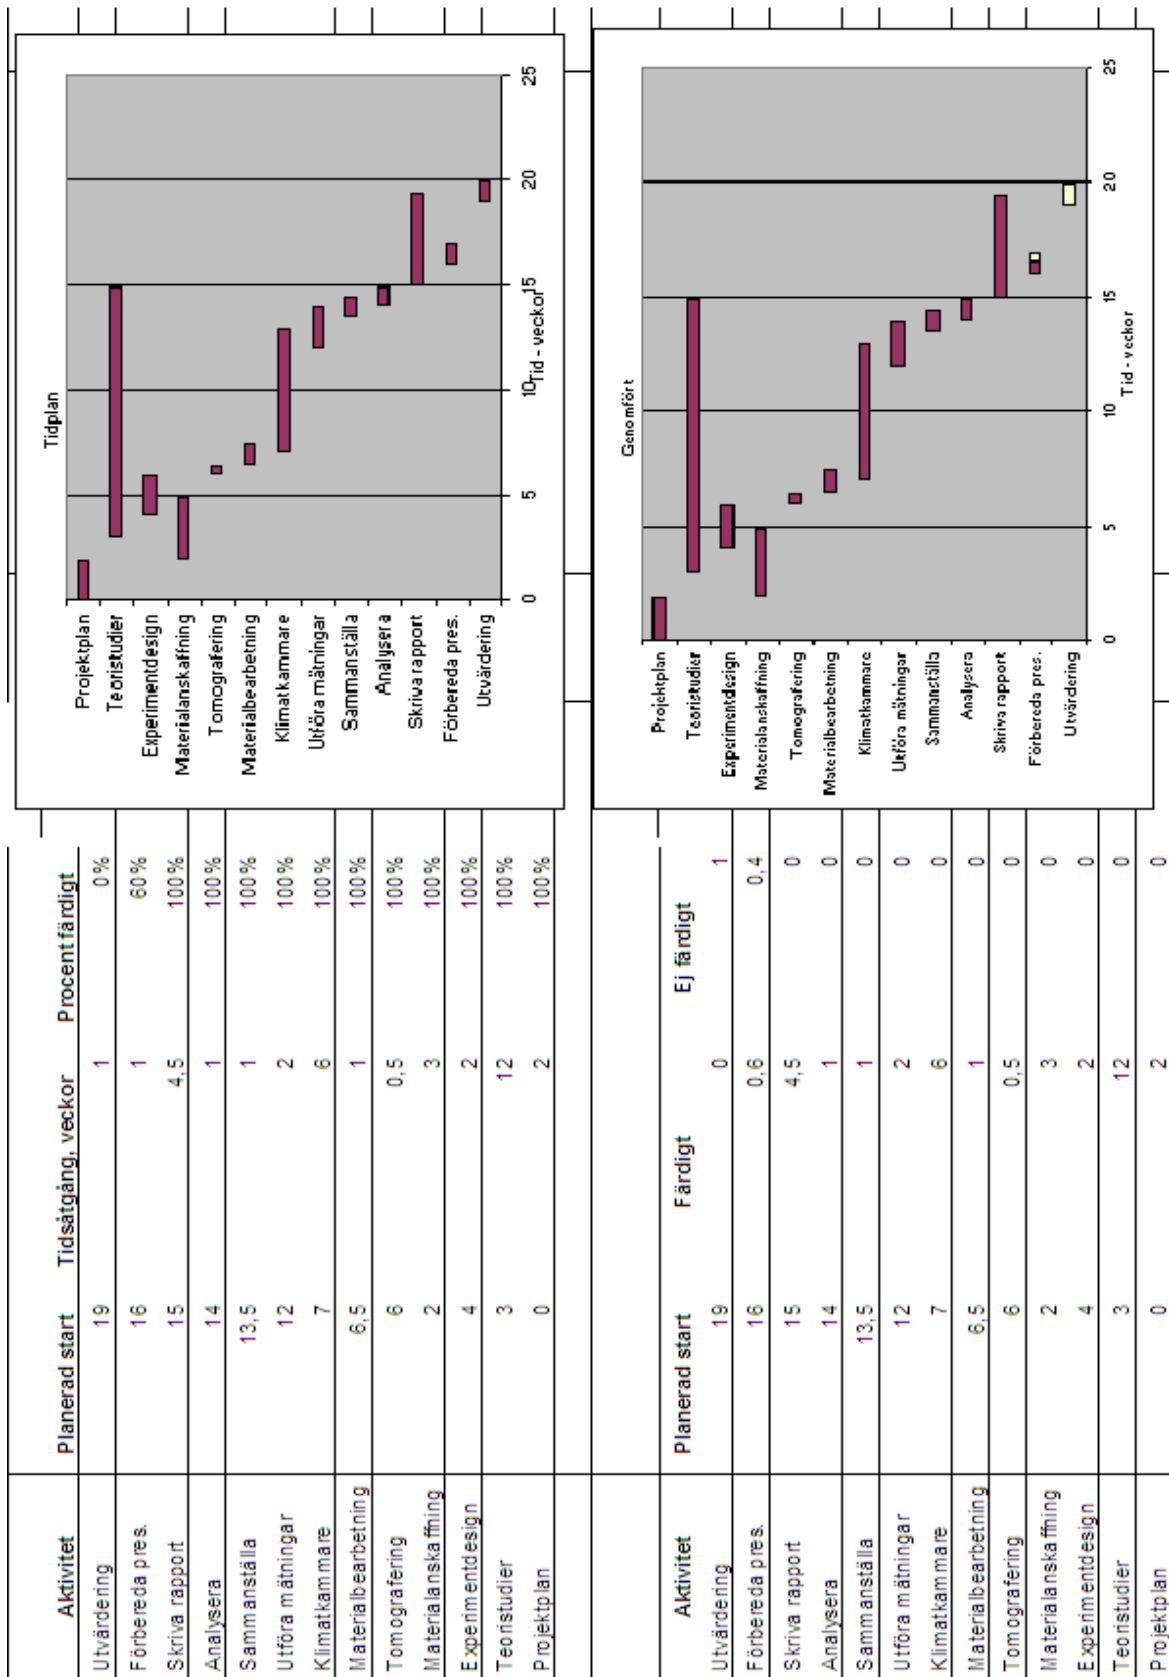 Aktivitet Planerad start Tidsåtgång, veckor Procent färdigt
Utvärdering 19 1 0%
Förbereda pres. 16 1 60%
Skriva rapport 15 4,5 100%
Analysera 14 1 100%
Sammanställa 13,5 1 100%
Utföra mätningar 12 2 100%
Klimatkammare 7 6 100%
Materialbearbetning 6,5 1 100%
Tomografering 6 0,5 100%
Materialanskaffning 2 3 100%
Experimentdesign 4 2 100%
Teoristudier 3 12 100%
Projektplan 0 2 100%
Tidplan
Projektplan
Teoristudier
Experimentdesign
Materialanskaffning
Tomografering
Materialbearbetning
Klimatkammare
Utföra mätningar
Sammanställa
Analysera
Skriva rapport
Förbereda pres.
Utvärdering
0 5 10 15 20 25
Tid - veckor
Aktivitet Planerad start Färdigt Ej färdigt
Utvärdering 19 0 1
Förbereda pres. 16 0,6 0,4
Skriva rapport 15 4,5 0
Analysera 14 1 0
Sammanställa 13,5 1 0
Utföra mätningar 12 2 0
Klimatkammare 7 6 0
Materialbearbetning 6,5 1 0
Tomografering 6 0,5 0
Materialanskaffning 2 3 0
Experimentdesign 4 2 0
Teoristudier 3 12 0
Projektplan 0 2 0
Genomfört
Projektplan
Teoristudier
Experimentdesign
Materialanskaffning
Tomografering
Materialbearbetning
Klimatkammare
Utföra mätningar
Sammanställa
Analysera
Skriva rapport
Förbereda pres.
Utvärdering
0 5 10 15 20 25
Tid - veckor